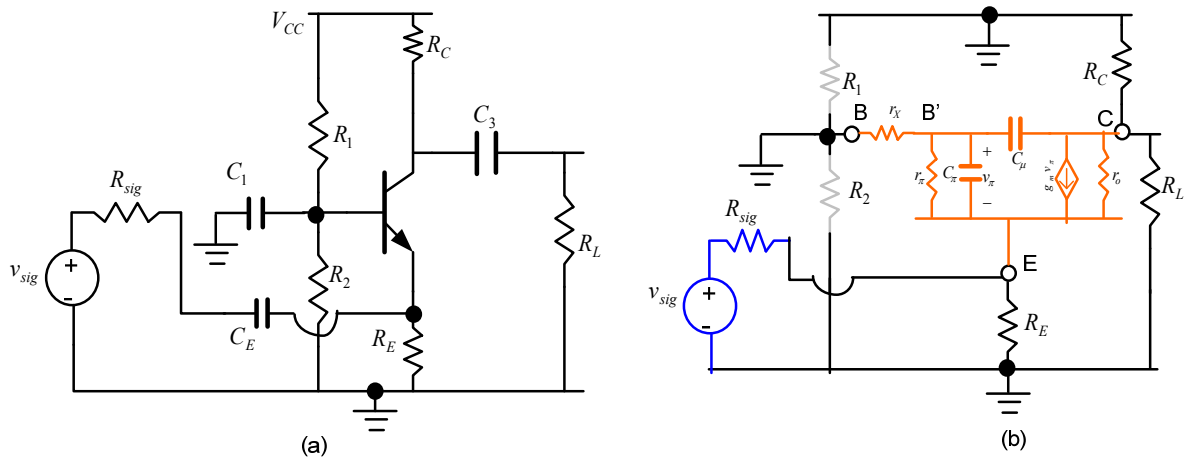 V_CC
R_C
C_3
R_1
R_sig
C_1
R_2
R_L
v_sig
+
-
C_E
R_E
(a)
R_C
R_1
B
r_X
B’
C
C_μ
+
r_π
C_π
v_π
−
g_m v_π
r_o
R_2
R_L
R_sig
E
v_sig
+
-
R_E
(b)